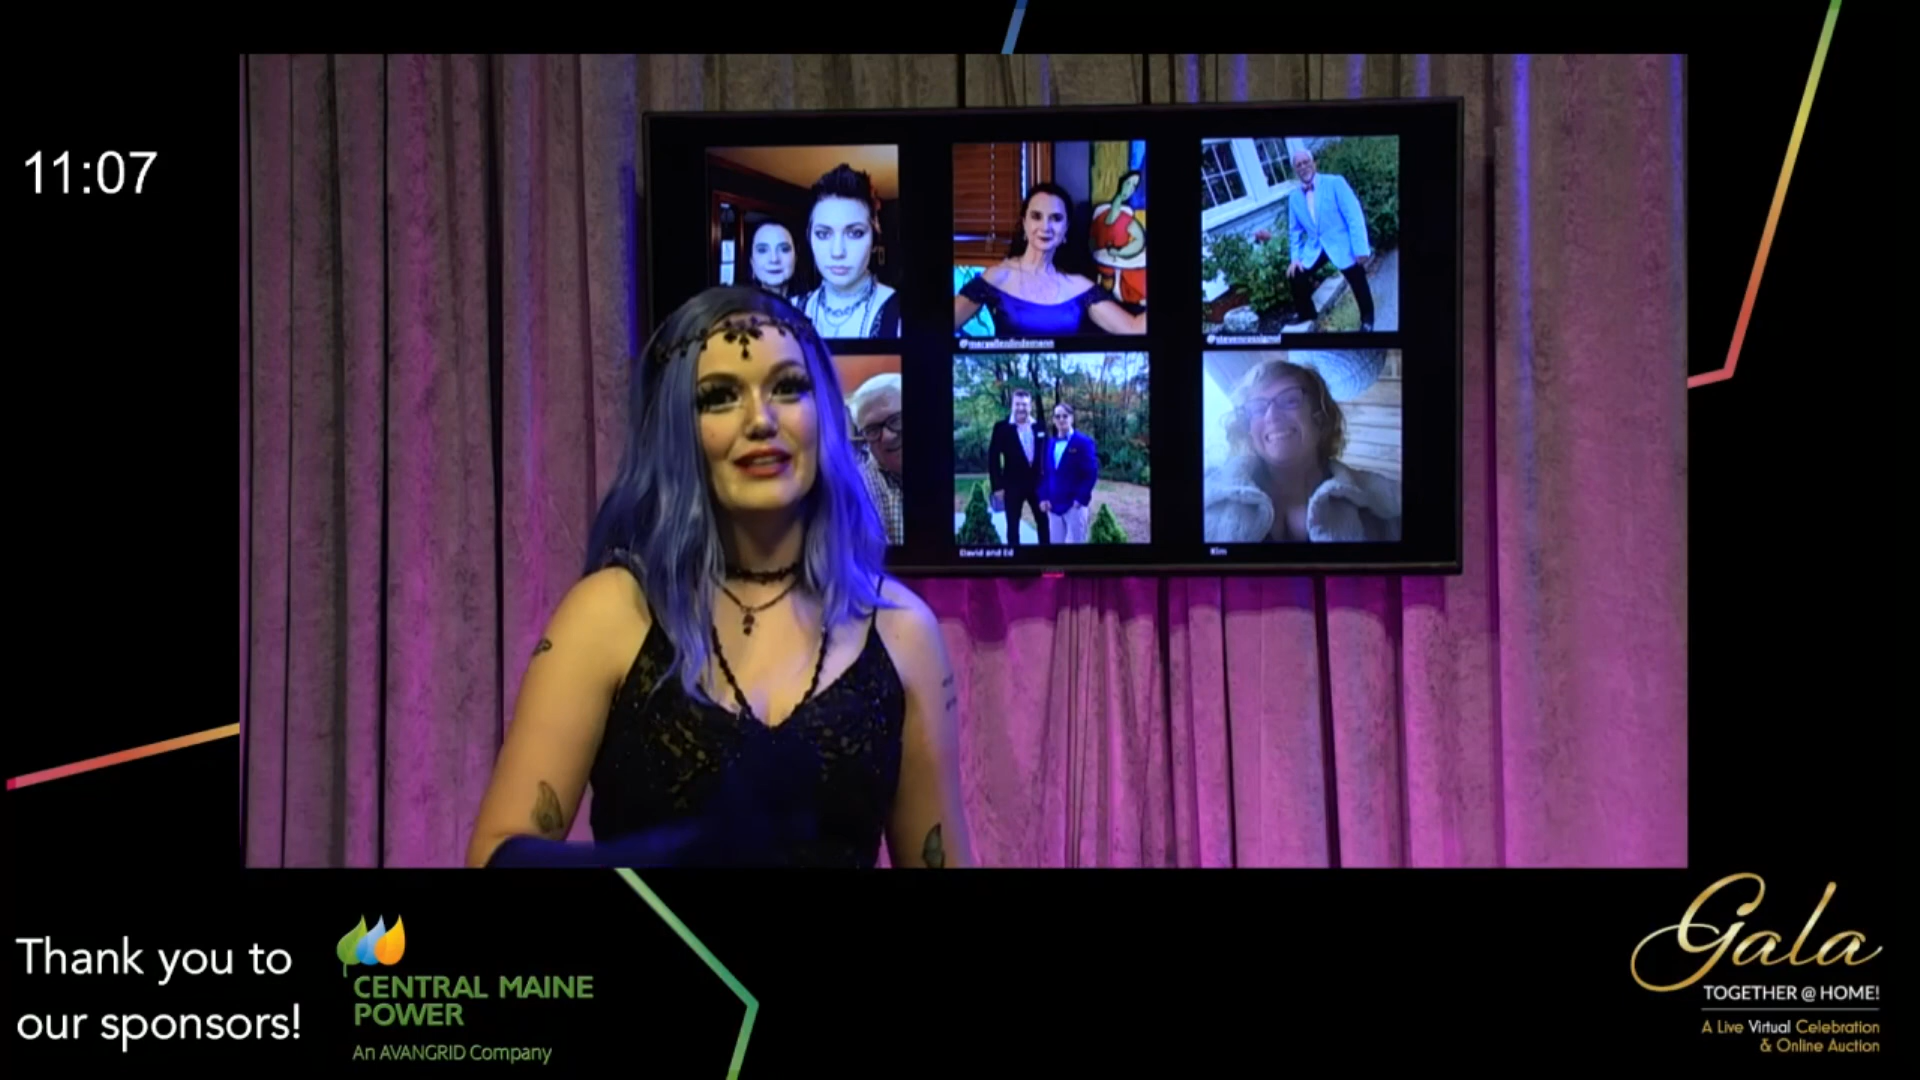 11:07
@maryellenlindemann
David and Ed
Kim
Thank you to
our sponsors!
CENTRAL MAINE
POWER
An AVANGRID Company
Gala
TOGETHER @ HOME!
A Live Virtual Celebration
& Online Auction